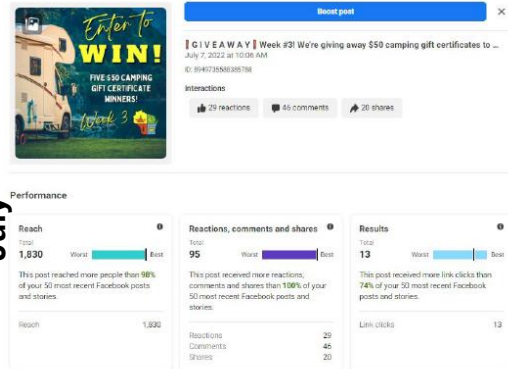 Enter to
WIN!
FIVE $50 CAMPING
GIFT CERTIFICATE
WINNERS!
Week 3
Boost post
GIVEAWAY Week #3! We're giving away $50 camping gift certificates to ...
July 7, 2022 at 10:06 AM
Interactions
29 reactions
46 comments
20 shares
July
Performance
Reach
Total
1,830
Worst
Best
This post reached more people than 98%
of your 50 most recent Facebook posts
and stories.
Reach
1,830
Reactions, comments and shares
Total
95
Worst
Best
This post received more reactions,
comments and shares than 100% of your
50 most recent Facebook posts and
stories.
Reactions
29
Comments
46
Shares
20
Results
Total
13
Worst
Best
This post received more link clicks than
74% of your 50 most recent Facebook
posts and stories.
Link clicks
13